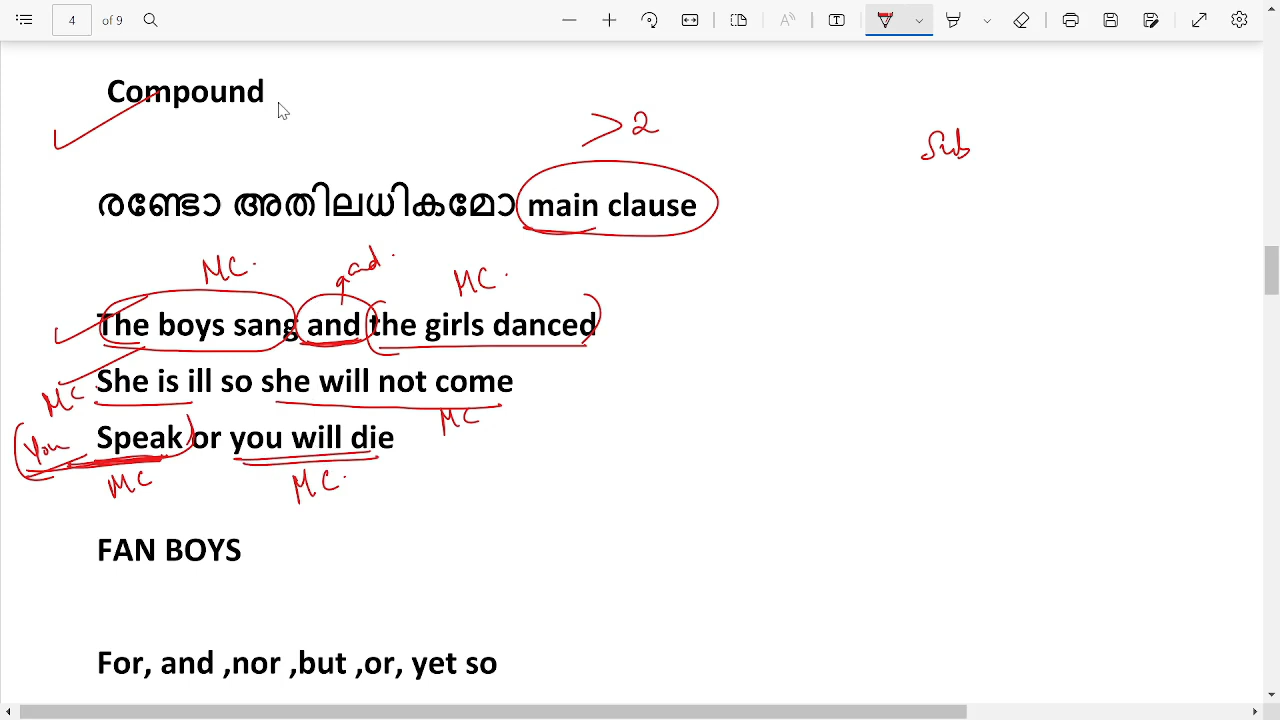 4 of 9
Compound
> 2
Sub
രണ്ടോ അതിലധികമോ main clause
MC. and. MC.
The boys sang and the girls danced
She is ill so she will not come
MC MC
You Speak or you will die
MC MC.
FAN BOYS
For, and ,nor ,but ,or, yet so